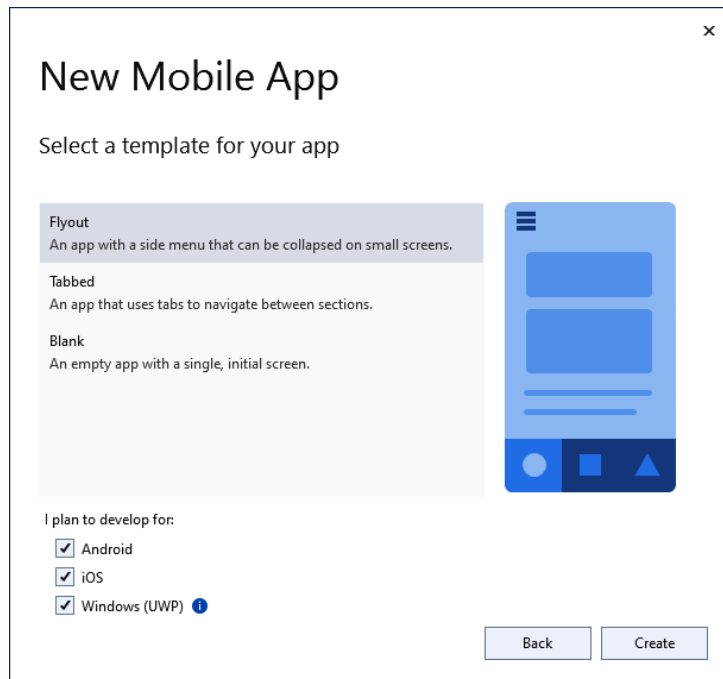 New Mobile App
Select a template for your app
Flyout
An app with a side menu that can be collapsed on small screens.
Tabbed
An app that uses tabs to navigate between sections.
Blank
An empty app with a single, initial screen.
I plan to develop for:
Android
iOS
Windows (UWP)
Back
Create